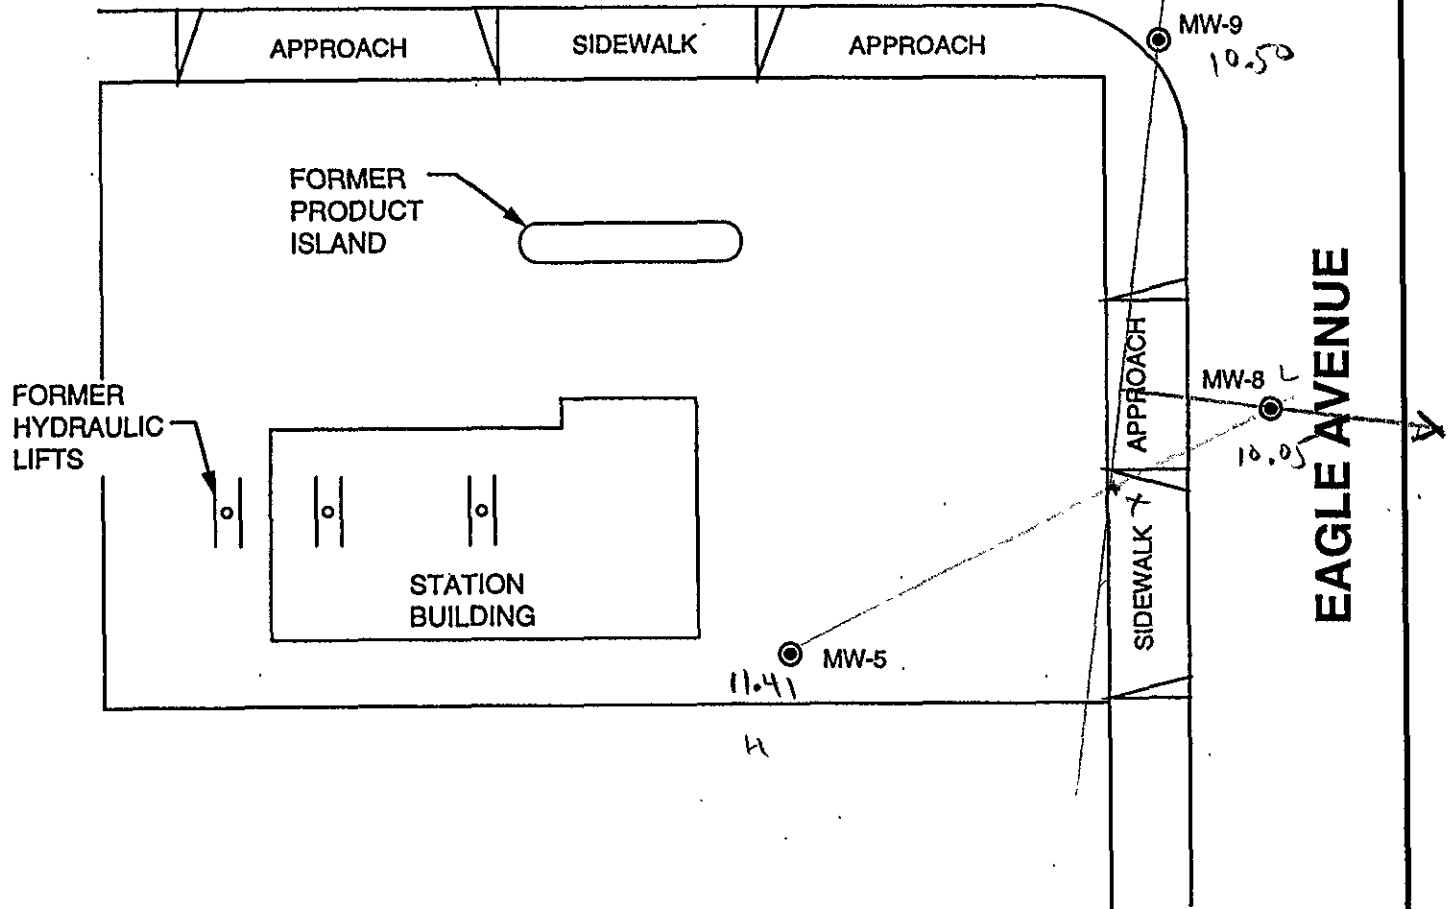 APPROACH
SIDEWALK
APPROACH
MW-9
10.50
FORMER
PRODUCT
ISLAND
APPROACH
MW-8 L
10.05
EAGLE AVENUE
FORMER
HYDRAULIC
LIFTS
X
SIDEWALK
STATION
BUILDING
MW-5
11.41
H